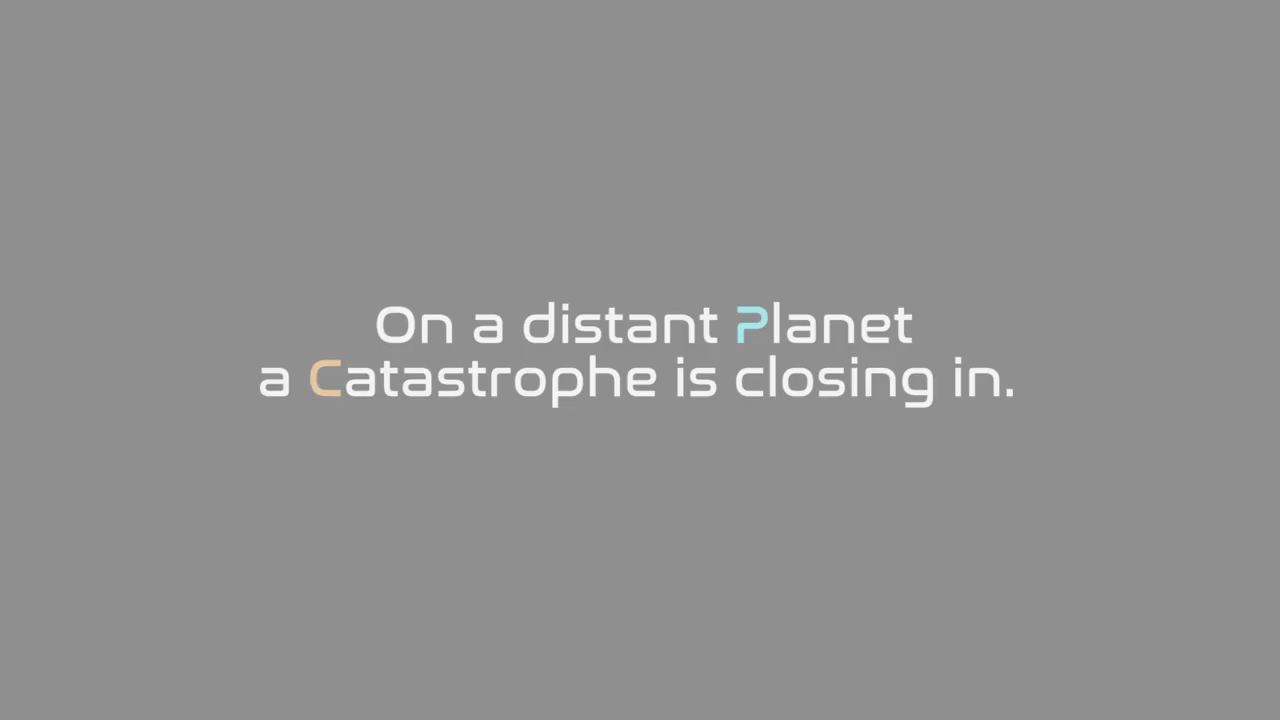 On a distant Planet
a Catastrophe is closing in.